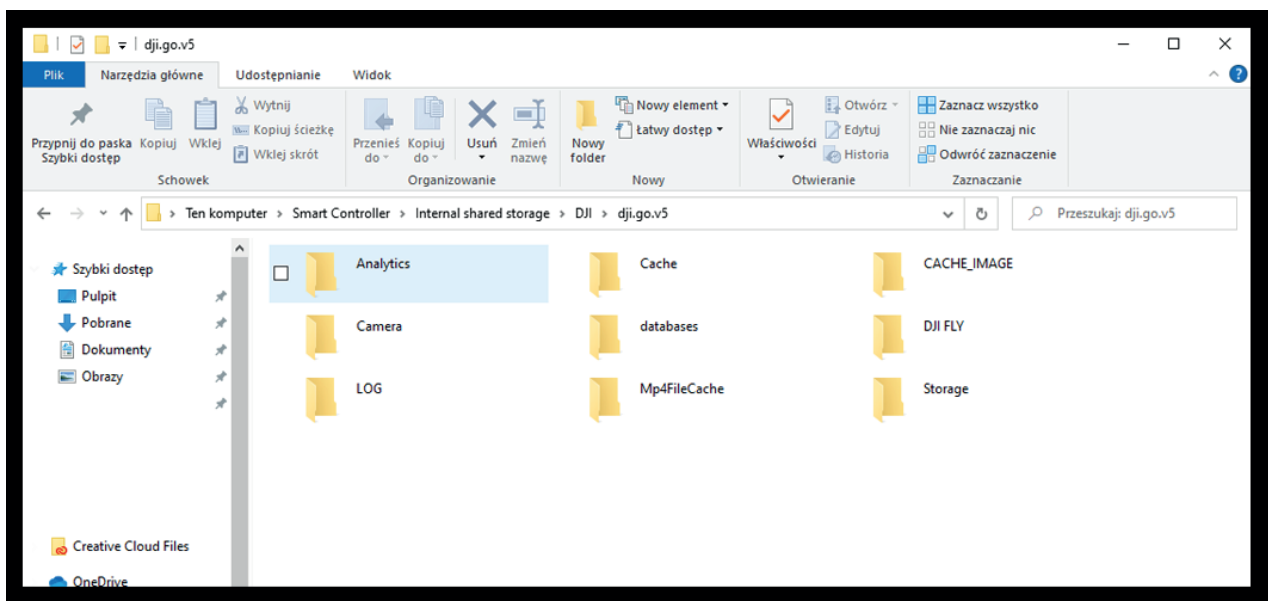 dji.go.v5
Plik Narzędzia główne Udostępnianie Widok
Przypnij do paska Szybki dostęp
Kopiuj
Wklej
Wytnij
Kopiuj ścieżkę
Wklej skrót
Schowek
Przenieś do
Kopiuj do
Usuń
Zmień nazwę
Organizowanie
Nowy folder
Nowy element
Łatwy dostęp
Nowy
Właściwości
Otwórz
Edytuj
Historia
Otwieranie
Zaznacz wszystko
Nie zaznaczaj nic
Odwróć zaznaczenie
Zaznaczanie
Ten komputer > Smart Controller > Internal shared storage > DJI > dji.go.v5
Przeszukaj: dji.go.v5
Szybki dostęp
Pulpit
Pobrane
Dokumenty
Obrazy
Creative Cloud Files
OneDrive
Analytics Cache CACHE_IMAGE
Camera databases DJI FLY
LOG Mp4FileCache Storage